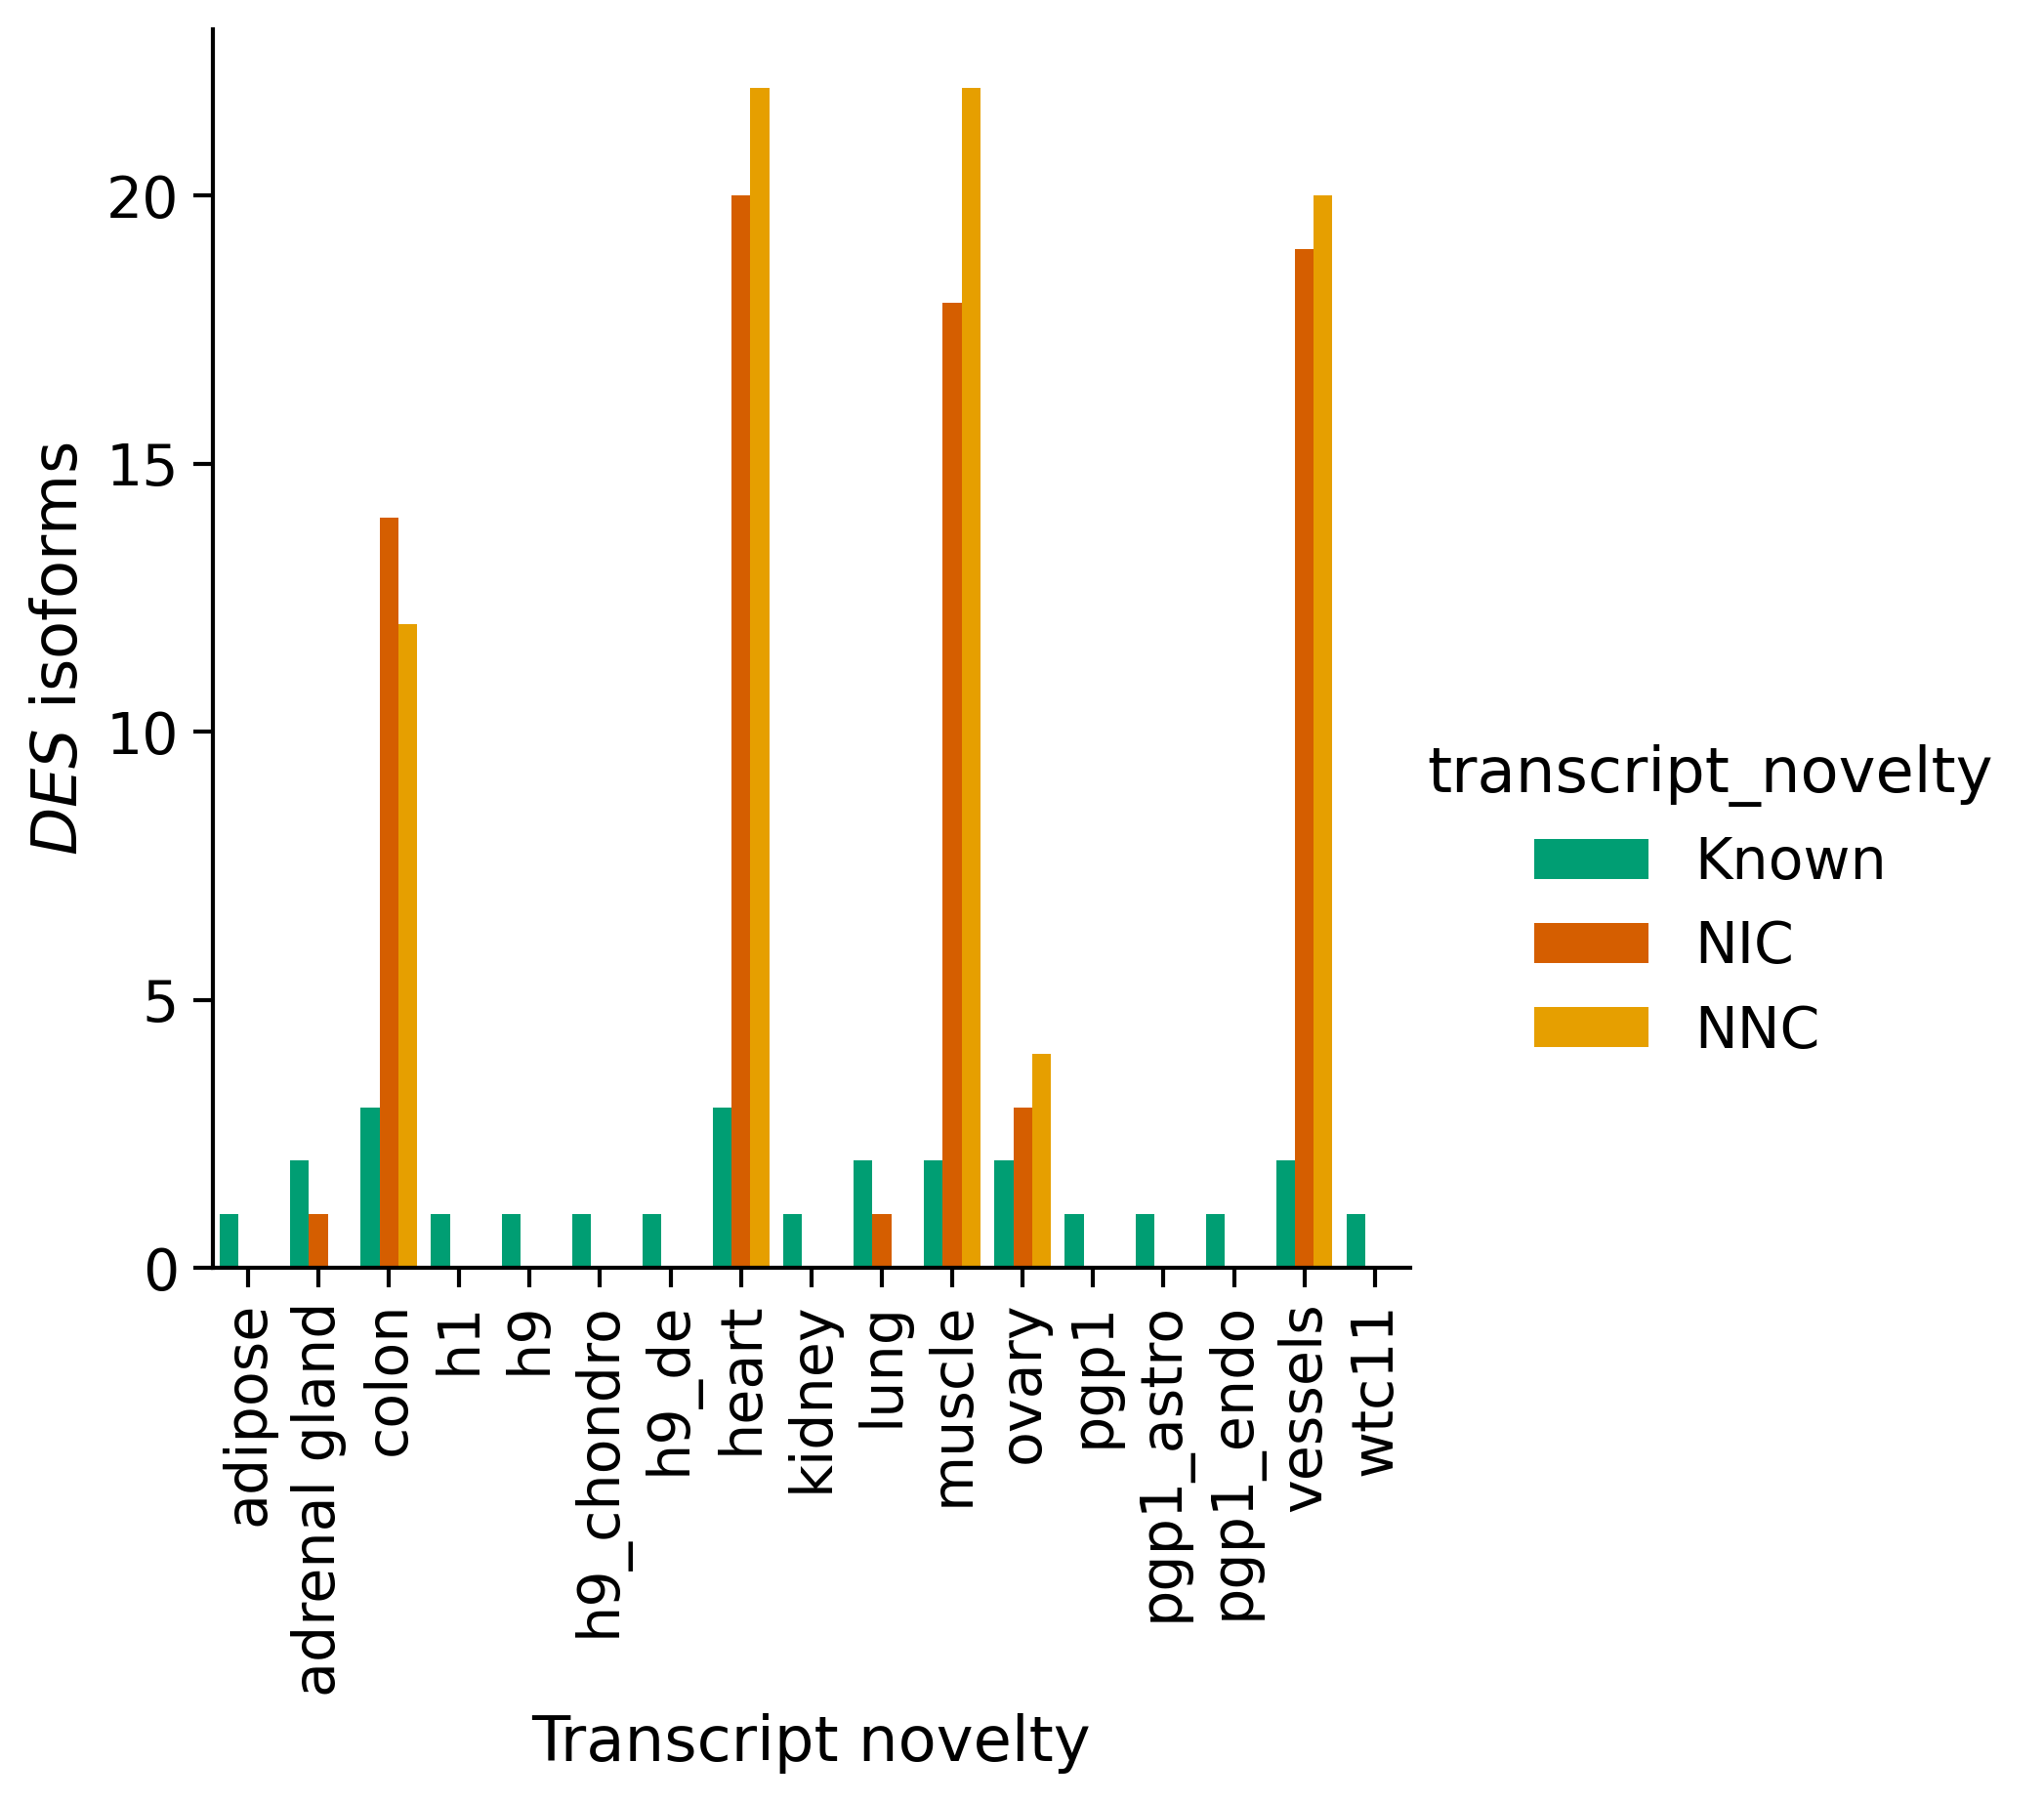 DES isoforms
20
15
10
5
0
adipose
adrenal gland
colon
h1
h9
h9_chondro
h9_de
heart
kidney
lung
muscle
ovary
pgp1
pgp1_astro
pgp1_endo
vessels
wtc11
Transcript novelty
transcript_novelty
Known
NIC
NNC